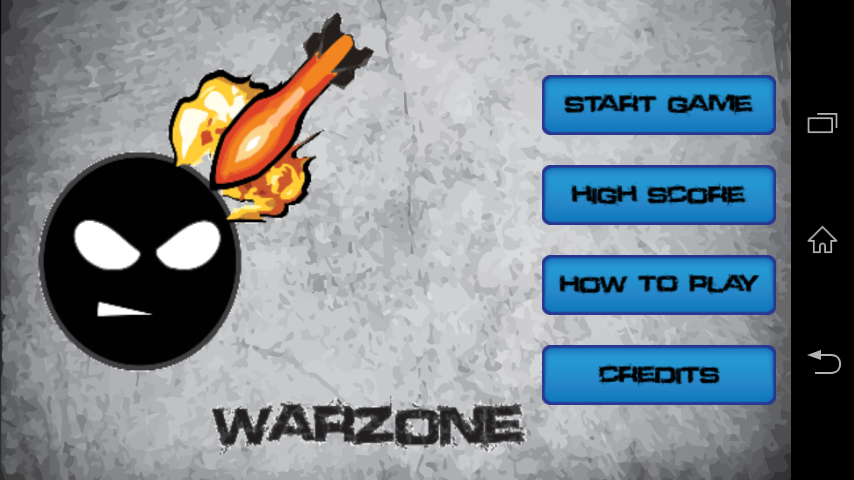 START GAME
HIGH SCORE
HOW TO PLAY
CREDITS
WARZONE